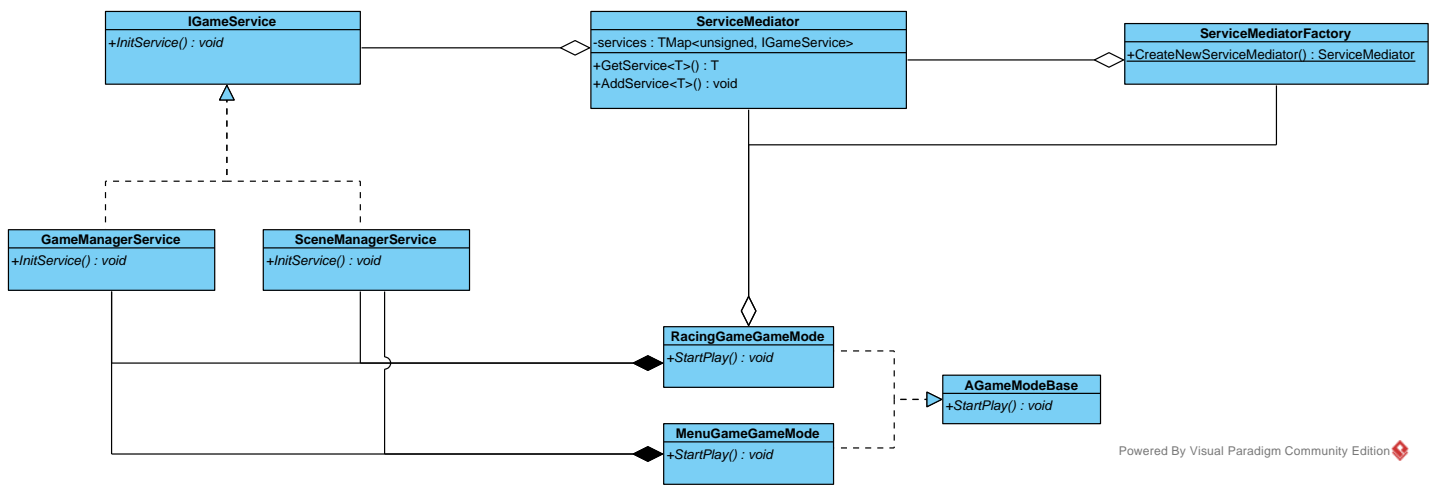 IGameService
+InitService() : void
ServiceMediator
-services : TMap<unsigned, IGameService>
+GetService<T>() : T
+AddService<T>() : void
ServiceMediatorFactory
+CreateNewServiceMediator() : ServiceMediator
GameManagerService
+InitService() : void
SceneManagerService
+InitService() : void
RacingGameGameMode
+StartPlay() : void
AGameModeBase
+StartPlay() : void
MenuGameGameMode
+StartPlay() : void
Powered By Visual Paradigm Community Edition